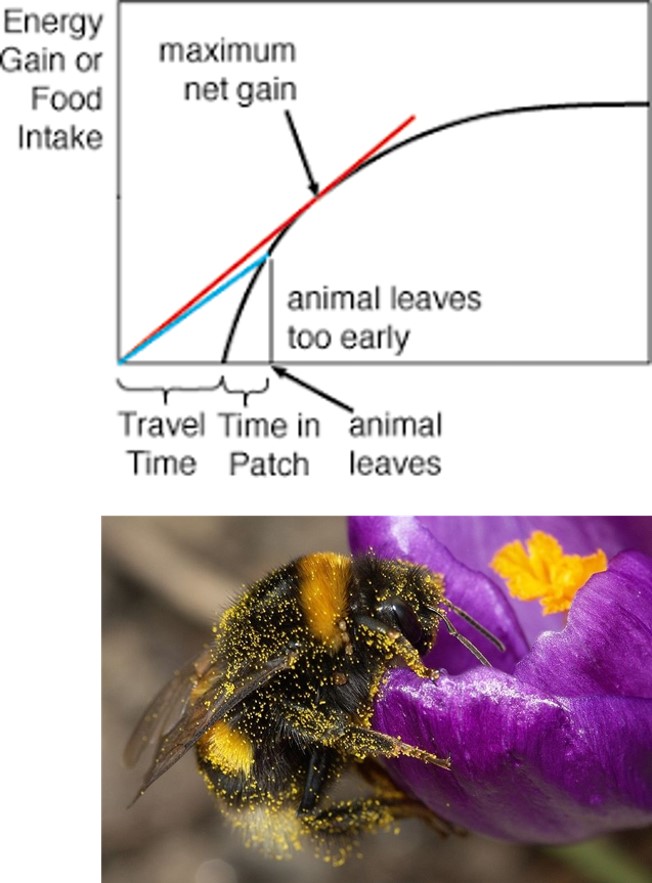 Energy
Gain or
Food
Intake
maximum
net gain
animal leaves
too early
Travel
Time
Time in
Patch
animal
leaves